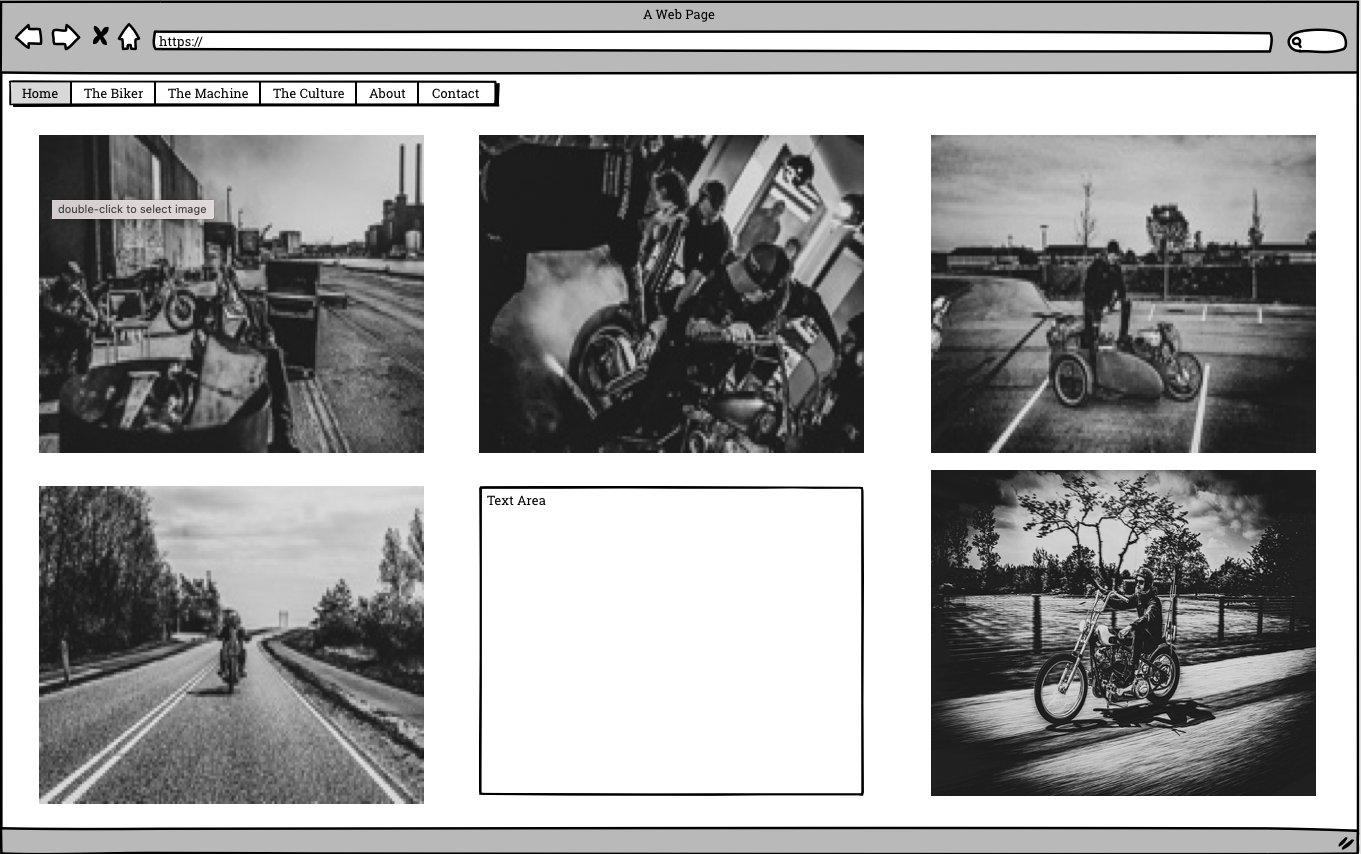 A Web Page
https://
Home The Biker The Machine The Culture About Contact
double-click to select image
Text Area